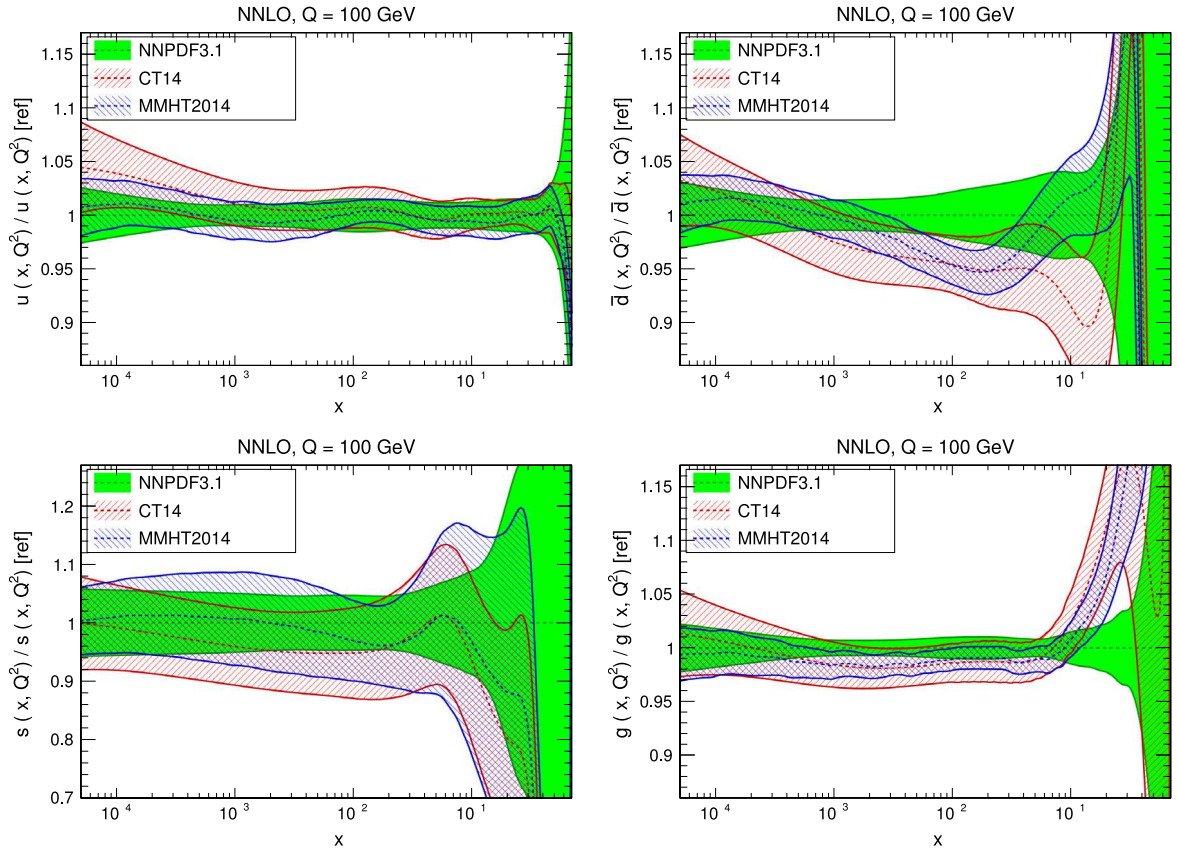 NNLO, Q = 100 GeV
NNPDF3.1
CT14
MMHT2014
1.15
1.1
1.05
1
0.95
0.9
u ( x, Q²) / u ( x, Q²) [ref]
10⁴ 10³ 10² 10¹
x
NNLO, Q = 100 GeV
NNPDF3.1
CT14
MMHT2014
1.15
1.1
1.05
1
0.95
0.9
d̅ ( x, Q²) / d̅ ( x, Q²) [ref]
10⁴ 10³ 10² 10¹
x
NNLO, Q = 100 GeV
NNPDF3.1
CT14
MMHT2014
1.2
1.1
1.0
0.9
0.8
0.7
s ( x, Q²) / s ( x, Q²) [ref]
10⁴ 10³ 10² 10¹
x
NNLO, Q = 100 GeV
NNPDF3.1
CT14
MMHT2014
1.15
1.1
1.05
1
0.95
0.9
g ( x, Q²) / g ( x, Q²) [ref]
10⁴ 10³ 10² 10¹
x